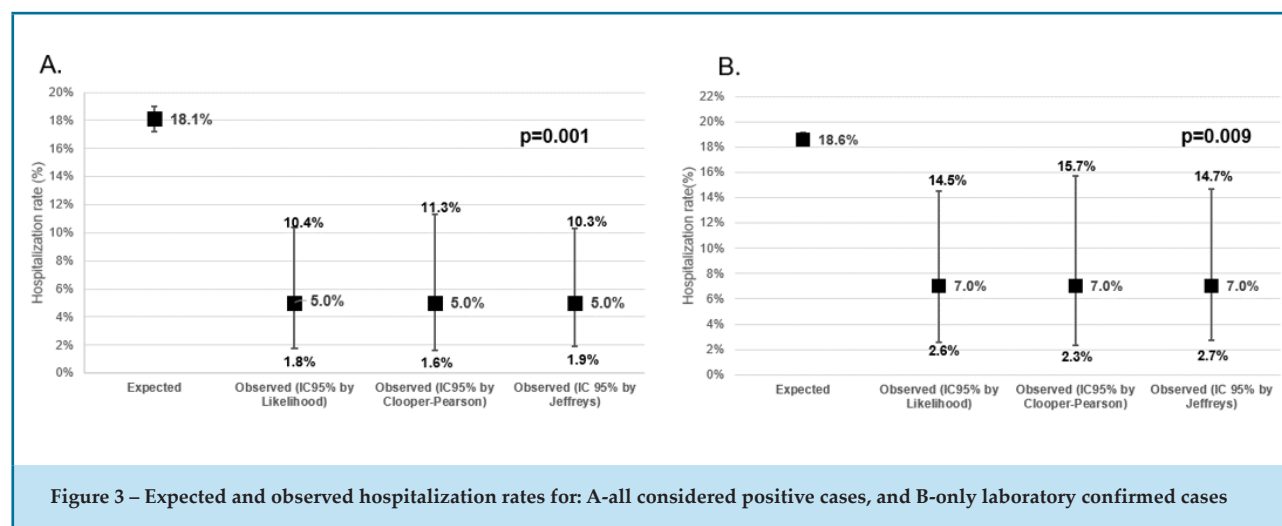 A.
20%
18%
16%
14%
12%
10%
8%
6%
4%
2%
0%
Hospitalization rate (%)
18.1%
p=0.001
10.4%
11.3%
10.3%
5.0%
5.0%
5.0%
1.8%
1.6%
1.9%
Expected
Observed (IC95% by
Likelihood)
Observed (IC95% by
Clooper-Pearson)
Observed (IC 95% by
Jeffreys)
B.
22%
20%
18%
16%
14%
12%
10%
8%
6%
4%
2%
0%
Hospitalization rate(%)
18.6%
p=0.009
14.5%
15.7%
14.7%
7.0%
7.0%
7.0%
2.6%
2.3%
2.7%
Expected
Observed (IC95% by
Likelihood)
Observed (IC95% by
Clooper-Pearson)
Observed (IC 95% by
Jeffreys)
Figure 3 – Expected and observed hospitalization rates for: A-all considered positive cases, and B-only laboratory confirmed cases